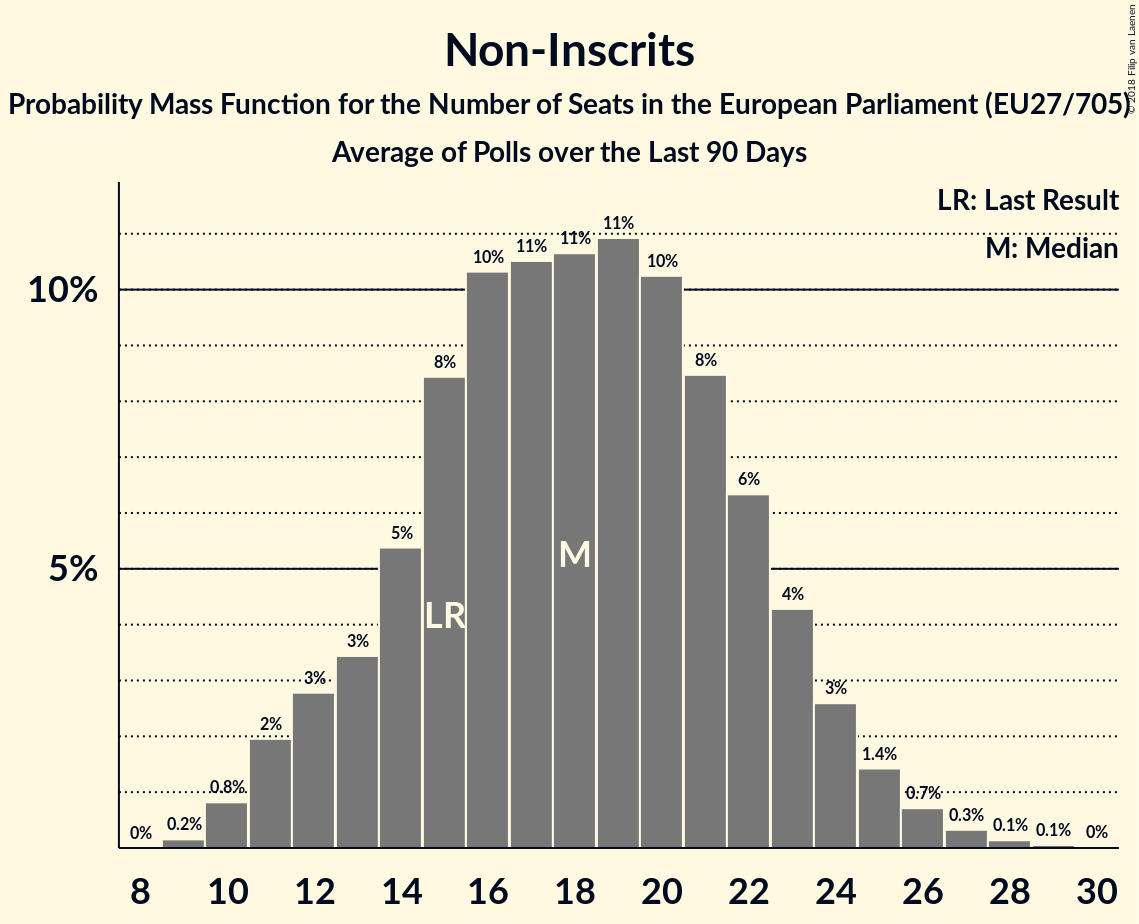 Non-Inscrits
Probability Mass Function for the Number of Seats in the European Parliament (EU27/705)
Average of Polls over the Last 90 Days
© 2018 Filip van Laenen
LR: Last Result
M: Median
10%
5%
0%
0.2%
0.8%
2%
3%
3%
5%
8%
10%
11%
11%
11%
10%
8%
6%
4%
3%
1.4%
0.7%
0.3%
0.1%
0.1%
0%
LR
M
8 10 12 14 16 18 20 22 24 26 28 30